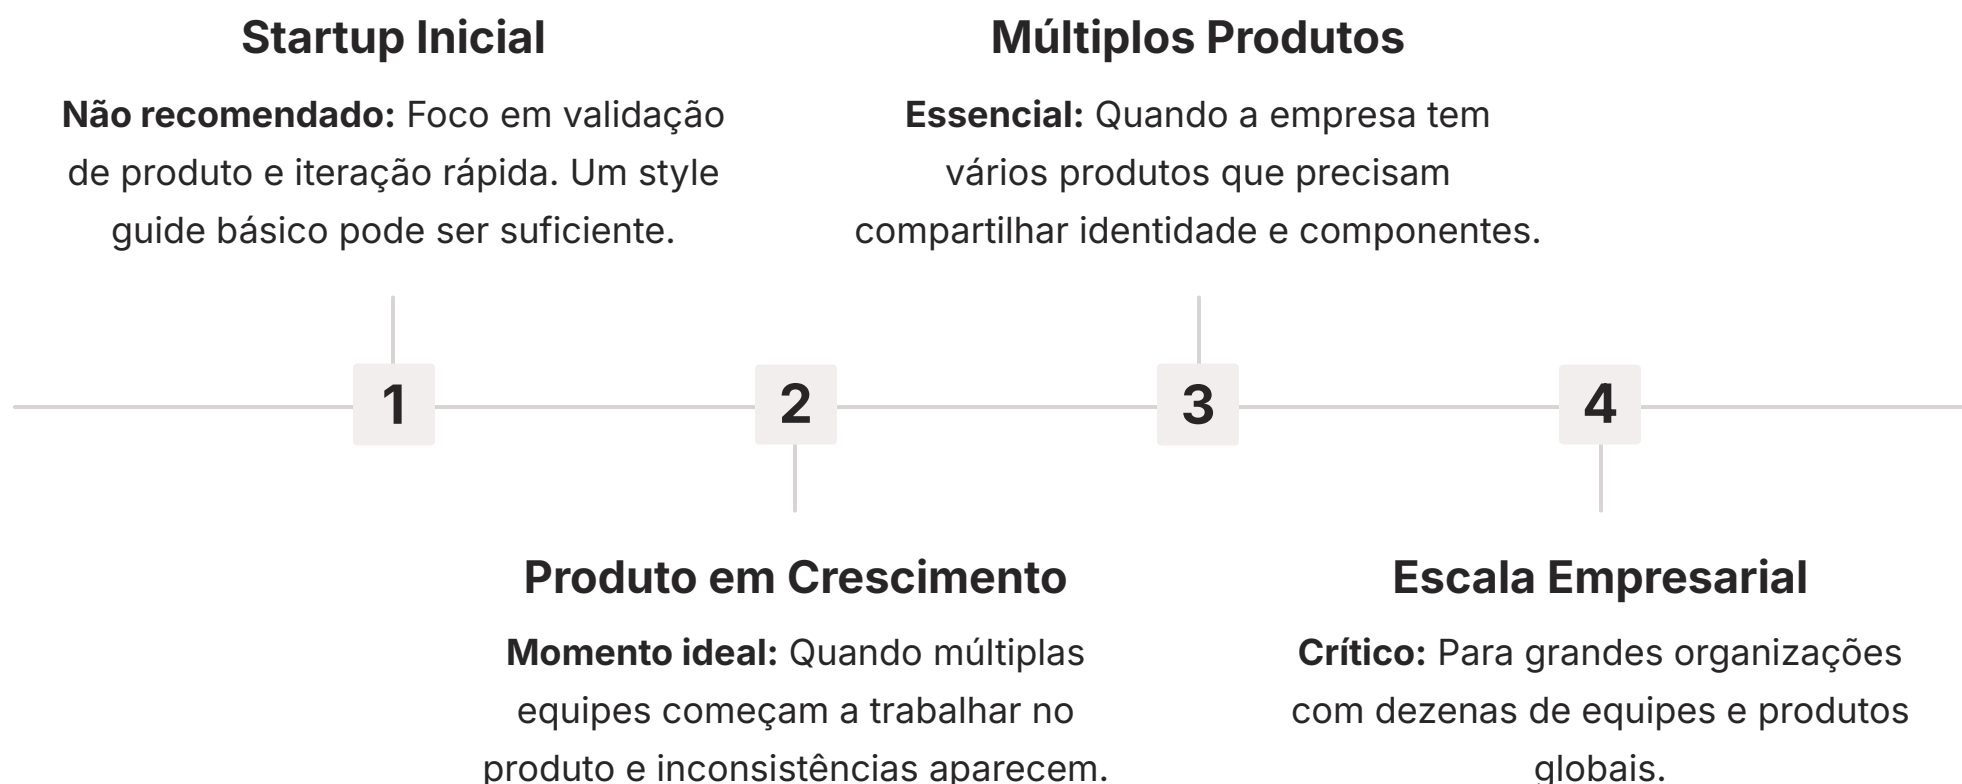 Startup Inicial
Não recomendado: Foco em validação
de produto e iteração rápida. Um style
guide básico pode ser suficiente.
Múltiplos Produtos
Essencial: Quando a empresa tem
vários produtos que precisam
compartilhar identidade e componentes.
1
2
3
4
Produto em Crescimento
Momento ideal: Quando múltiplas
equipes começam a trabalhar no
produto e inconsistências aparecem.
Escala Empresarial
Crítico: Para grandes organizações
com dezenas de equipes e produtos
globais.